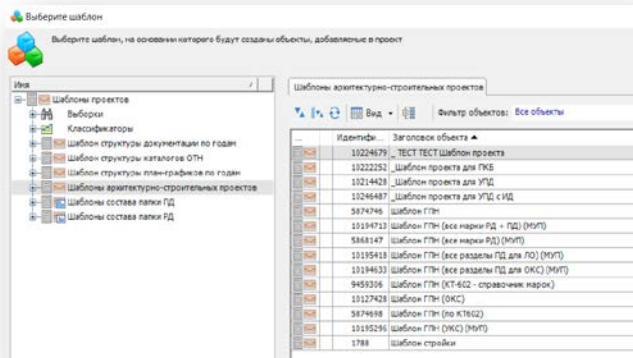 Выберите шаблон
Выберите шаблон, на основании которого будут созданы объекты, добавляемые в проект
Имя
Шаблоны проектов
Выборки
Классификаторы
Шаблон структуры документации по годам
Шаблон структуры каталогов ОТН
Шаблон структуры план-графиков по годам
Шаблоны архитектурно-строительных проектов
Шаблоны состава папки ПД
Шаблоны состава папки РД
Шаблоны архитектурно-строительных проектов
Вид
Фильтр объектов: Все объекты
... Идентифи... Заголовок объекта
10224679 _ ТЕСТ ТЕСТ Шаблон проекта
10222252 _Шаблон проекта для ПКБ
10214428 _Шаблон проекта для УПД
10246487 _Шаблон проекта для УПД с ИД
5874746 Шаблон ГПН
10194713 Шаблон ГПН (все марки РД + ПД) (МУП)
5868147 Шаблон ГПН (все марки РД) (МУП)
10195418 Шаблон ГПН (все разделы ПД для ЛО) (МУП)
10194633 Шаблон ГПН (все разделы ПД для ОКС) (МУП)
9459306 Шаблон ГПН (КТ-602 - справочник марок)
10127428 Шаблон ГПН (ОКС)
5874698 Шаблон ГПН (по КТ602)
10195296 Шаблон ГПН (УКС) (МУП)
1788 Шаблон стройки